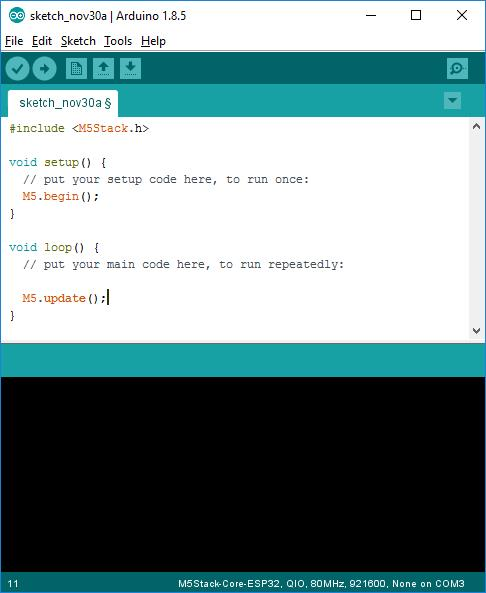 sketch_nov30a | Arduino 1.8.5
File Edit Sketch Tools Help
sketch_nov30a §
#include <M5Stack.h>
void setup() {
  // put your setup code here, to run once:
  M5.begin();
}
void loop() {
  // put your main code here, to run repeatedly:
  M5.update();
}
11 M5Stack-Core-ESP32, QIO, 80MHz, 921600, None on COM3